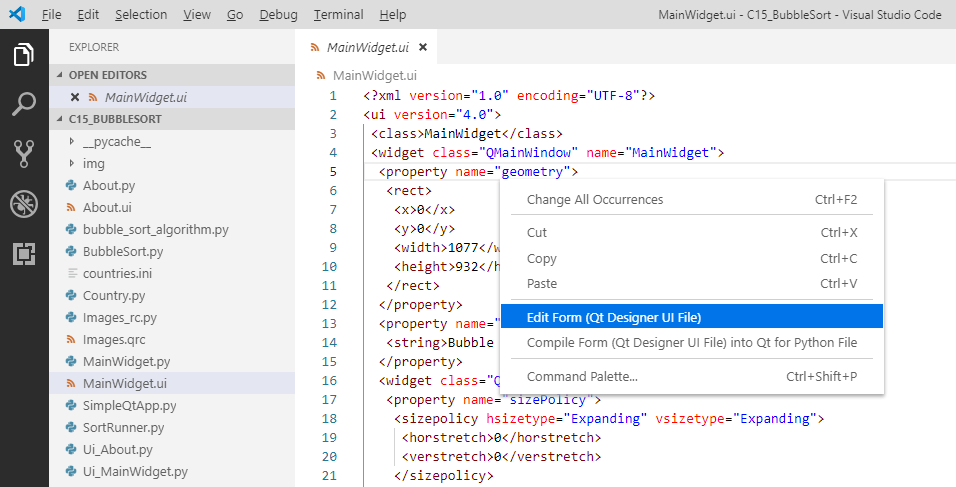 File Edit Selection View Go Debug Terminal Help MainWidget.ui - C15_BubbleSort - Visual Studio Code
EXPLORER
OPEN EDITORS
MainWidget.ui
C15_BUBBLESORT
__pycache__
img
About.py
About.ui
bubble_sort_algorithm.py
BubbleSort.py
countries.ini
Country.py
Images_rc.py
Images.qrc
MainWidget.py
MainWidget.ui
SimpleQtApp.py
SortRunner.py
Ui_About.py
Ui_MainWidget.py
MainWidget.ui
MainWidget.ui
1 <?xml version="1.0" encoding="UTF-8"?>
2 <ui version="4.0">
3 <class>MainWidget</class>
4 <widget class="QMainWindow" name="MainWidget">
5 <property name="geometry">
6 <rect>
7 <x>0</x>
8 <y>0</y>
9 <width>1077</w
10 <height>932</h
11 </rect>
12 </property>
13 <property name="
14 <string>Bubble
15 </property>
16 <widget class="Q
17 <property name="sizePolicy">
18 <sizepolicy hsizetype="Expanding" vsizetype="Expanding">
19 <horstretch>0</horstretch>
20 <verstretch>0</verstretch>
21 </sizepolicy>
Change All Occurrences Ctrl+F2
Cut Ctrl+X
Copy Ctrl+C
Paste Ctrl+V
Edit Form (Qt Designer UI File)
Compile Form (Qt Designer UI File) into Qt for Python File
Command Palette... Ctrl+Shift+P